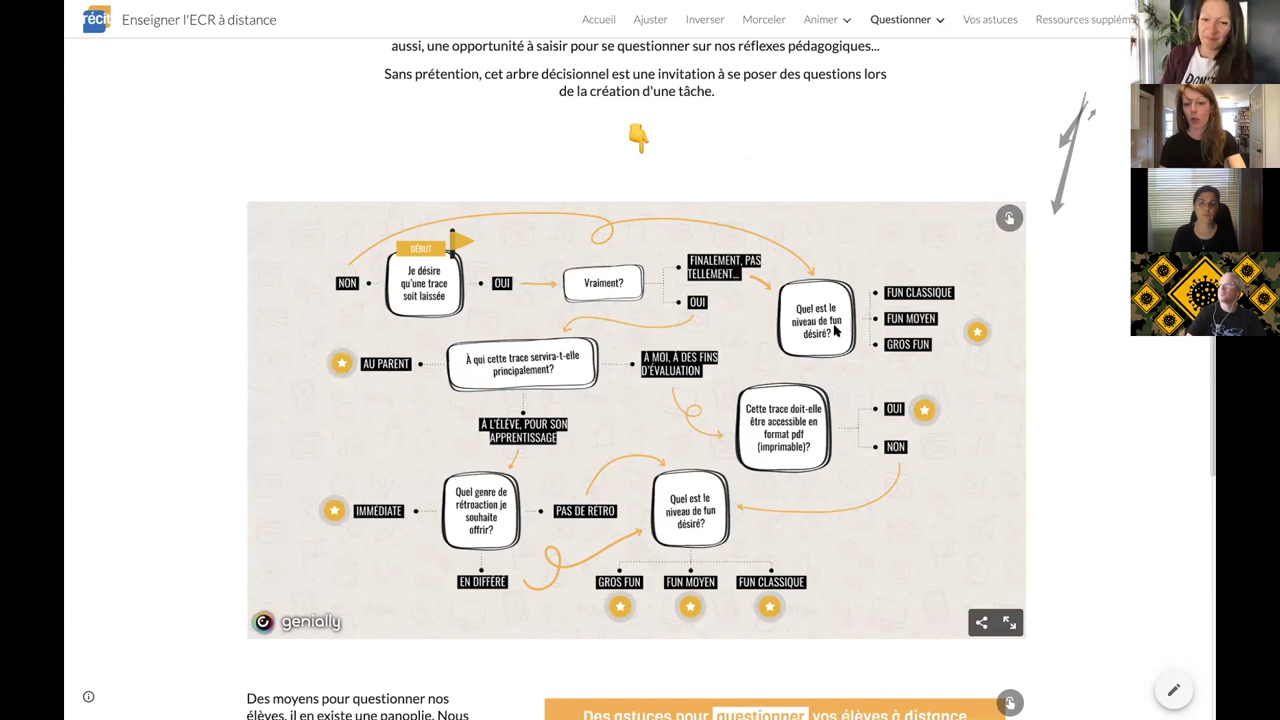 récit
Enseigner l'ECR à distance
Accueil
Ajuster
Inverser
Morceler
Animer
Questionner
Vos astuces
Ressources supplém
aussi, une opportunité à saisir pour se questionner sur nos réflexes pédagogiques...
Sans prétention, cet arbre décisionnel est une invitation à se poser des questions lors
de la création d'une tâche.
DÉBUT
Je désire
qu'une trace
soit laissée
NON
OUI
Vraiment?
FINALEMENT, PAS
TELLEMENT...
OUI
Quel est le
niveau de fun
désiré?
FUN CLASSIQUE
FUN MOYEN
GROS FUN
AU PARENT
À qui cette trace servira-t-elle
principalement?
À MOI, À DES FINS
D'ÉVALUATION
À L'ÉLÈVE, POUR SON
APPRENTISSAGE
Cette trace doit-elle
être accessible en
format pdf
(imprimable)?
OUI
NON
IMMÉDIATE
Quel genre de
rétroaction je
souhaite
offrir?
PAS DE RÉTRO
EN DIFFÉRÉ
Quel est le
niveau de fun
désiré?
GROS FUN
FUN MOYEN
FUN CLASSIQUE
genially
Des moyens pour questionner nos
élèves, il en existe une panoplie. Nous
Des astuces pour questionner vos élèves à distance